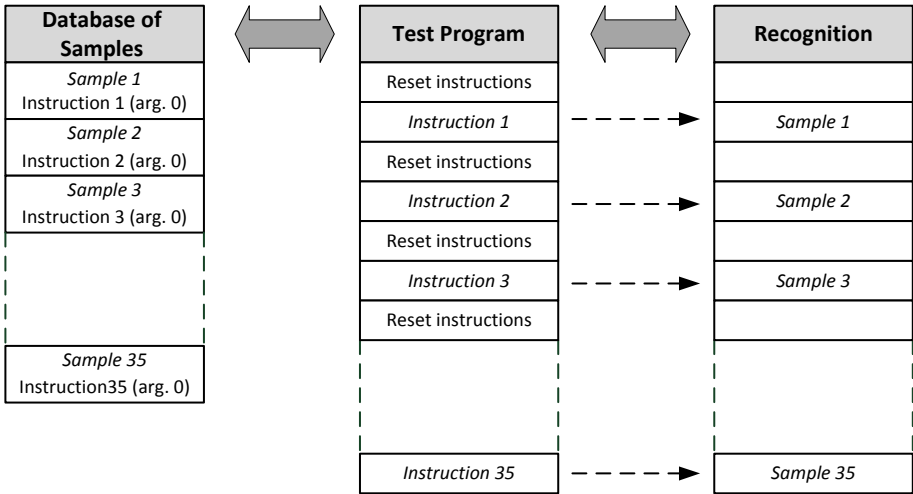 Database of
Samples
Sample 1
Instruction 1 (arg. 0)
Sample 2
Instruction 2 (arg. 0)
Sample 3
Instruction 3 (arg. 0)
Sample 35
Instruction35 (arg. 0)
Test Program
Reset instructions
Instruction 1
Reset instructions
Instruction 2
Reset instructions
Instruction 3
Reset instructions
Instruction 35
Recognition
Sample 1
Sample 2
Sample 3
Sample 35